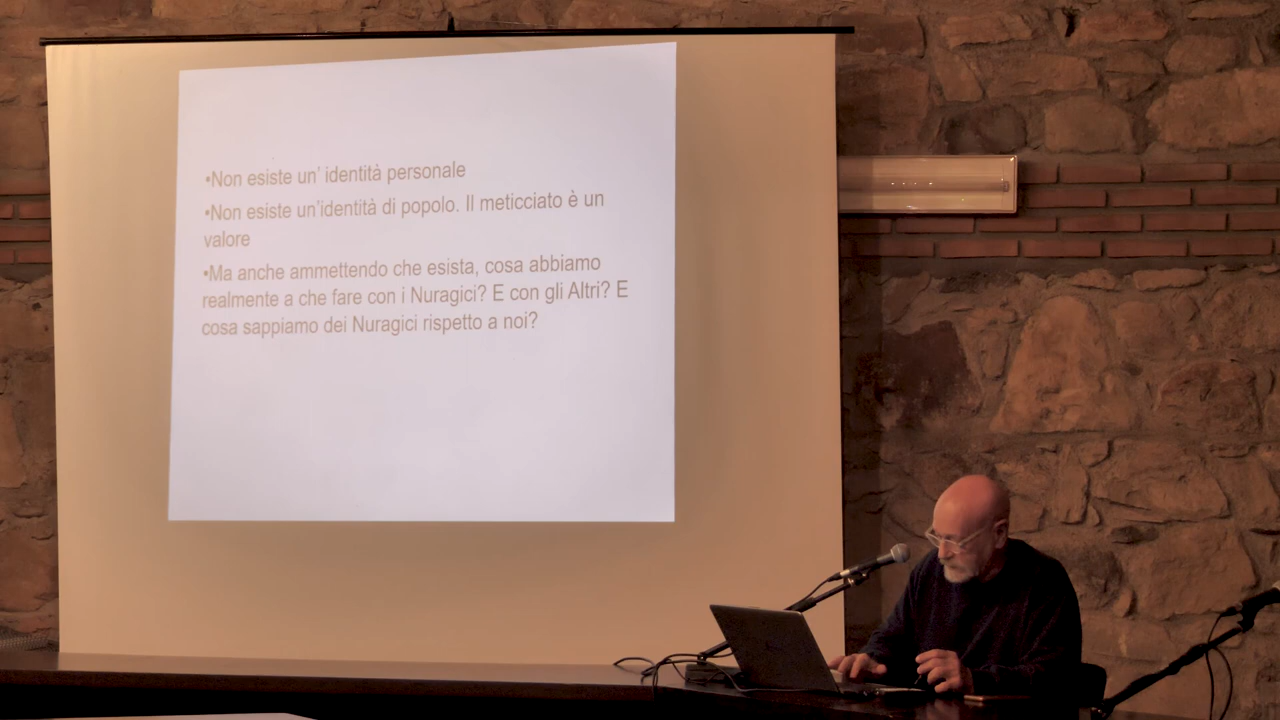 •Non esiste un' identità personale
•Non esiste un'identità di popolo. Il meticciato è un
valore
•Ma anche ammettendo che esista, cosa abbiamo
realmente a che fare con i Nuragici? E con gli Altri? E
cosa sappiamo dei Nuragici rispetto a noi?